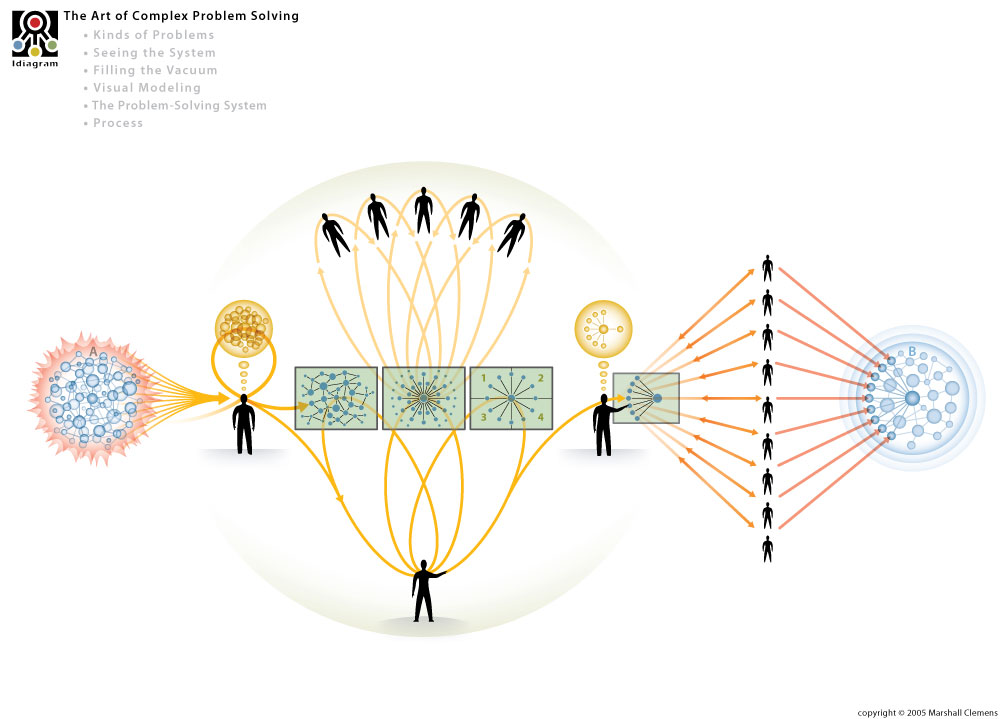 The Art of Complex Problem Solving
• Kinds of Problems
• Seeing the System
• Filling the Vacuum
• Visual Modeling
• The Problem-Solving System
• Process
Idiagram
A
B
1 2
3 4
copyright © 2005 Marshall Clemens